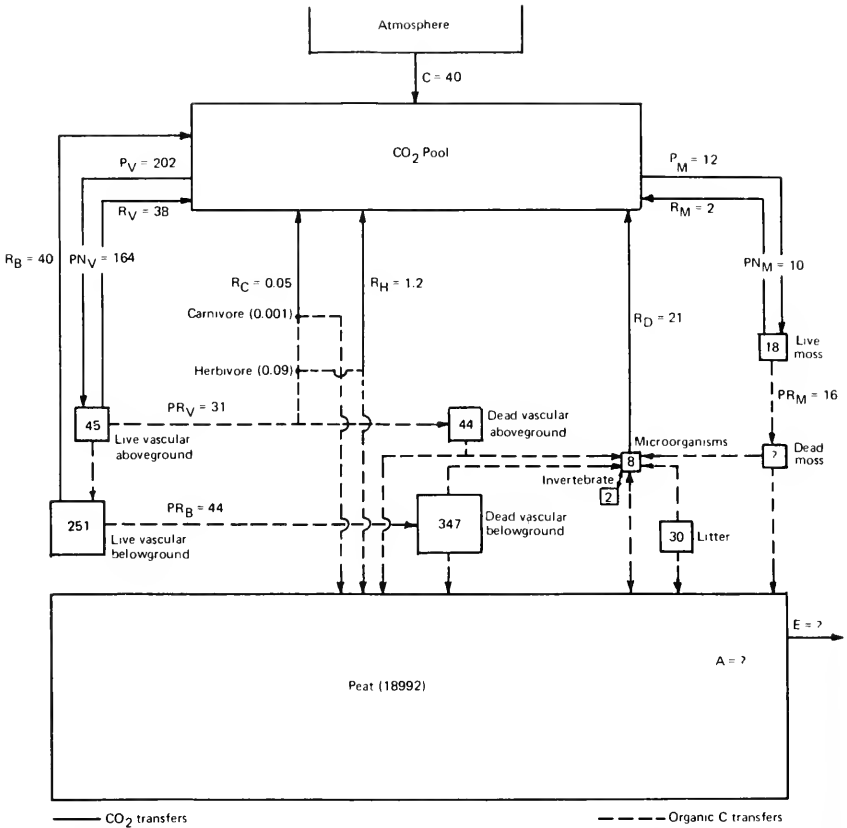 Atmosphere
C = 40
CO2 Pool
PV = 202
RV = 38
RB = 40
PNV = 164
PM = 12
RM = 2
PNM = 10
RC = 0.05
RH = 1.2
Carnivore (0.001)
Herbivore (0.09)
RD = 21
18
Live
moss
PRM = 16
45
Live vascular
aboveground
PRV = 31
44
Dead vascular
aboveground
Microorganisms
8
?
Dead
moss
Invertebrate
2
251
Live vascular
belowground
PRB = 44
347
Dead vascular
belowground
30
Litter
E = ?
A = ?
Peat (18992)
CO2 transfers
Organic C transfers